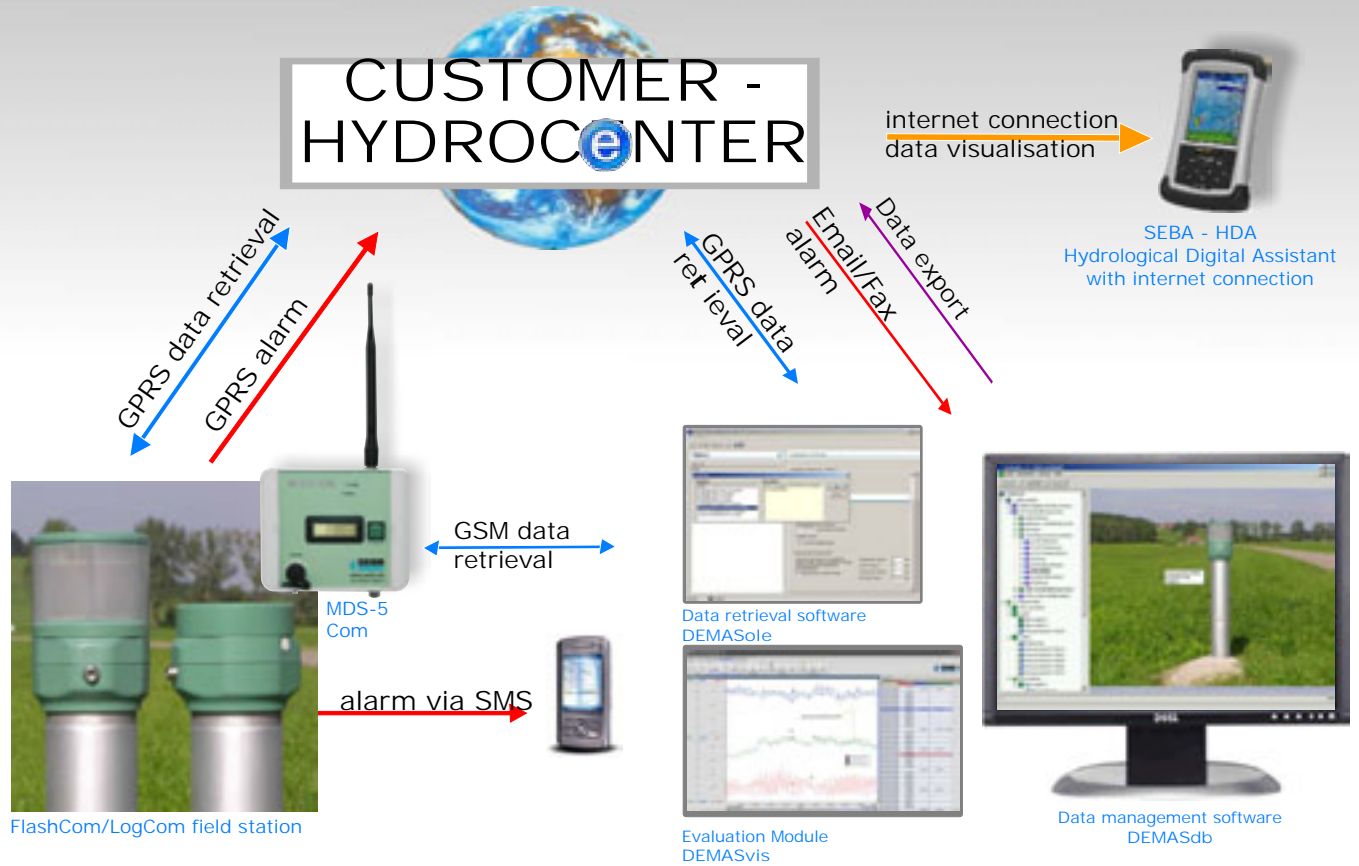 CUSTOMER -
HYDROCeNTER
internet connection
data visualisation
SEBA - HDA
Hydrological Digital Assistant
with internet connection
GPRS data retrieval
GPRS alarm
GPRS data
retrieval
Email/Fax
alarm
Data export
GSM data
retrieval
MDS-5
Com
alarm via SMS
FlashCom/LogCom field station
Data retrieval software
DEMASole
Evaluation Module
DEMASvis
DELL
Data management software
DEMASdb